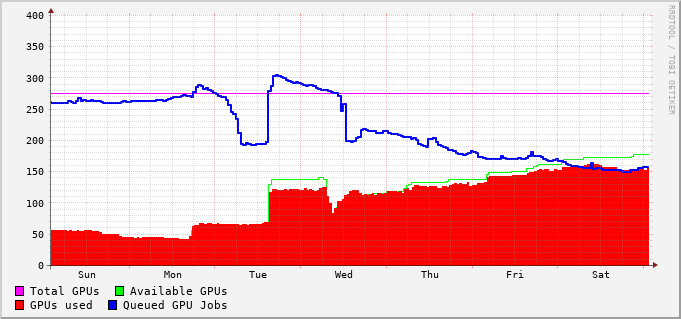 400
350
300
250
200
150
100
50
0
Sun Mon Tue Wed Thu Fri Sat
Total GPUs Available GPUs
GPUs used Queued GPU Jobs
RRDTOOL / TOBI OETIKER